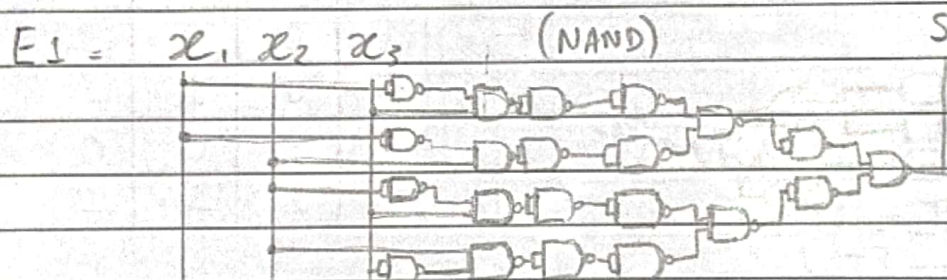 E1 = x₁ x₂ x₃ (NAND) S